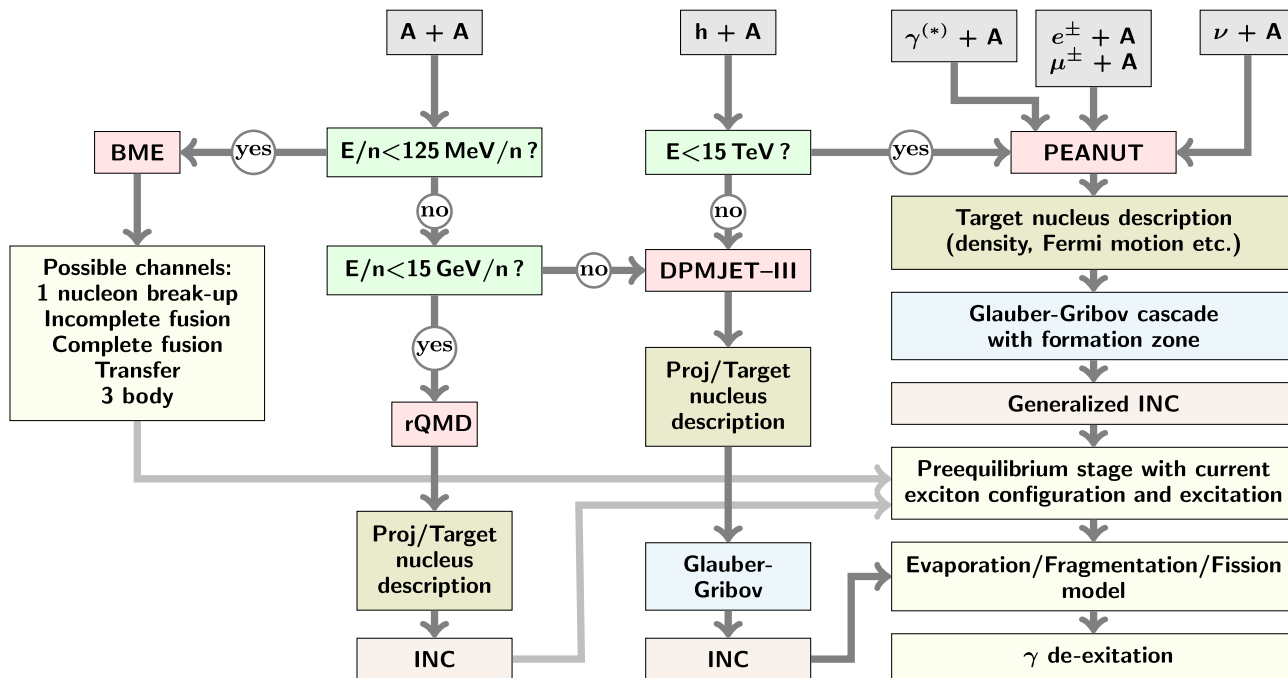 A + A
h + A
γ(*) + A
e± + A
μ± + A
ν + A
BME
yes
E/n<125 MeV/n ?
E<15 TeV ?
yes
PEANUT
no
no
Target nucleus description
(density, Fermi motion etc.)
Possible channels:
1 nucleon break-up
Incomplete fusion
Complete fusion
Transfer
3 body
E/n<15 GeV/n ?
no
DPMJET–III
Glauber-Gribov cascade
with formation zone
yes
Proj/Target
nucleus
description
Generalized INC
rQMD
Preequilibrium stage with current
exciton configuration and excitation
Proj/Target
nucleus
description
Glauber-
Gribov
Evaporation/Fragmentation/Fission
model
INC
INC
γ de-exitation